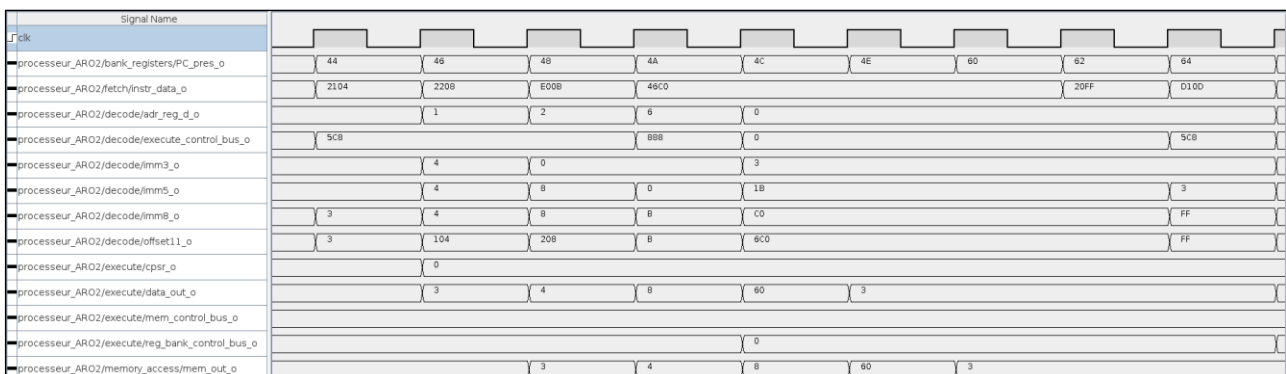 Signal Name
clk
processeur_ARO2/bank_registers/PC_pres_o 44 46 48 4A 4C 4E 60 62 64
processeur_ARO2/fetch/instr_data_o 2104 2208 E00B 46C0 20FF D10D
processeur_ARO2/decode/adr_reg_d_o 1 2 6 0
processeur_ARO2/decode/execute_control_bus_o 5C8 888 0 5C8
processeur_ARO2/decode/imm3_o 4 0 3
processeur_ARO2/decode/imm5_o 4 8 0 1B 3
processeur_ARO2/decode/imm8_o 3 4 8 B C0 FF
processeur_ARO2/decode/offset11_o 3 104 208 B 6C0 FF
processeur_ARO2/execute/cpsr_o 0
processeur_ARO2/execute/data_out_o 3 4 8 60 3
processeur_ARO2/execute/mem_control_bus_o
processeur_ARO2/execute/reg_bank_control_bus_o 0
processeur_ARO2/memory_access/mem_out_o 3 4 8 60 3